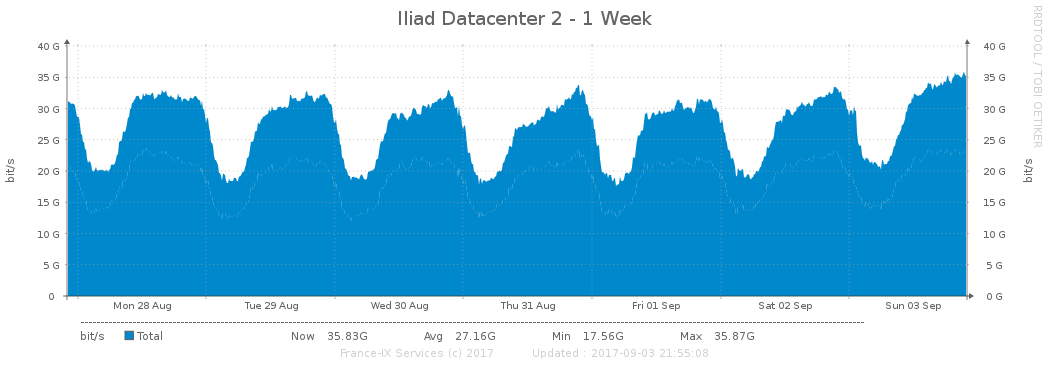 Iliad Datacenter 2 - 1 Week
RRDTOOL / TOBI OETIKER
bit/s
bit/s
40 G 40 G
35 G 35 G
30 G 30 G
25 G 25 G
20 G 20 G
15 G 15 G
10 G 10 G
5 G 5 G
0 0 G
Mon 28 Aug Tue 29 Aug Wed 30 Aug Thu 31 Aug Fri 01 Sep Sat 02 Sep Sun 03 Sep
bit/s Total Now 35.83G Avg 27.16G Min 17.56G Max 35.87G
France-IX Services (c) 2017 Updated : 2017-09-03 21:55:08